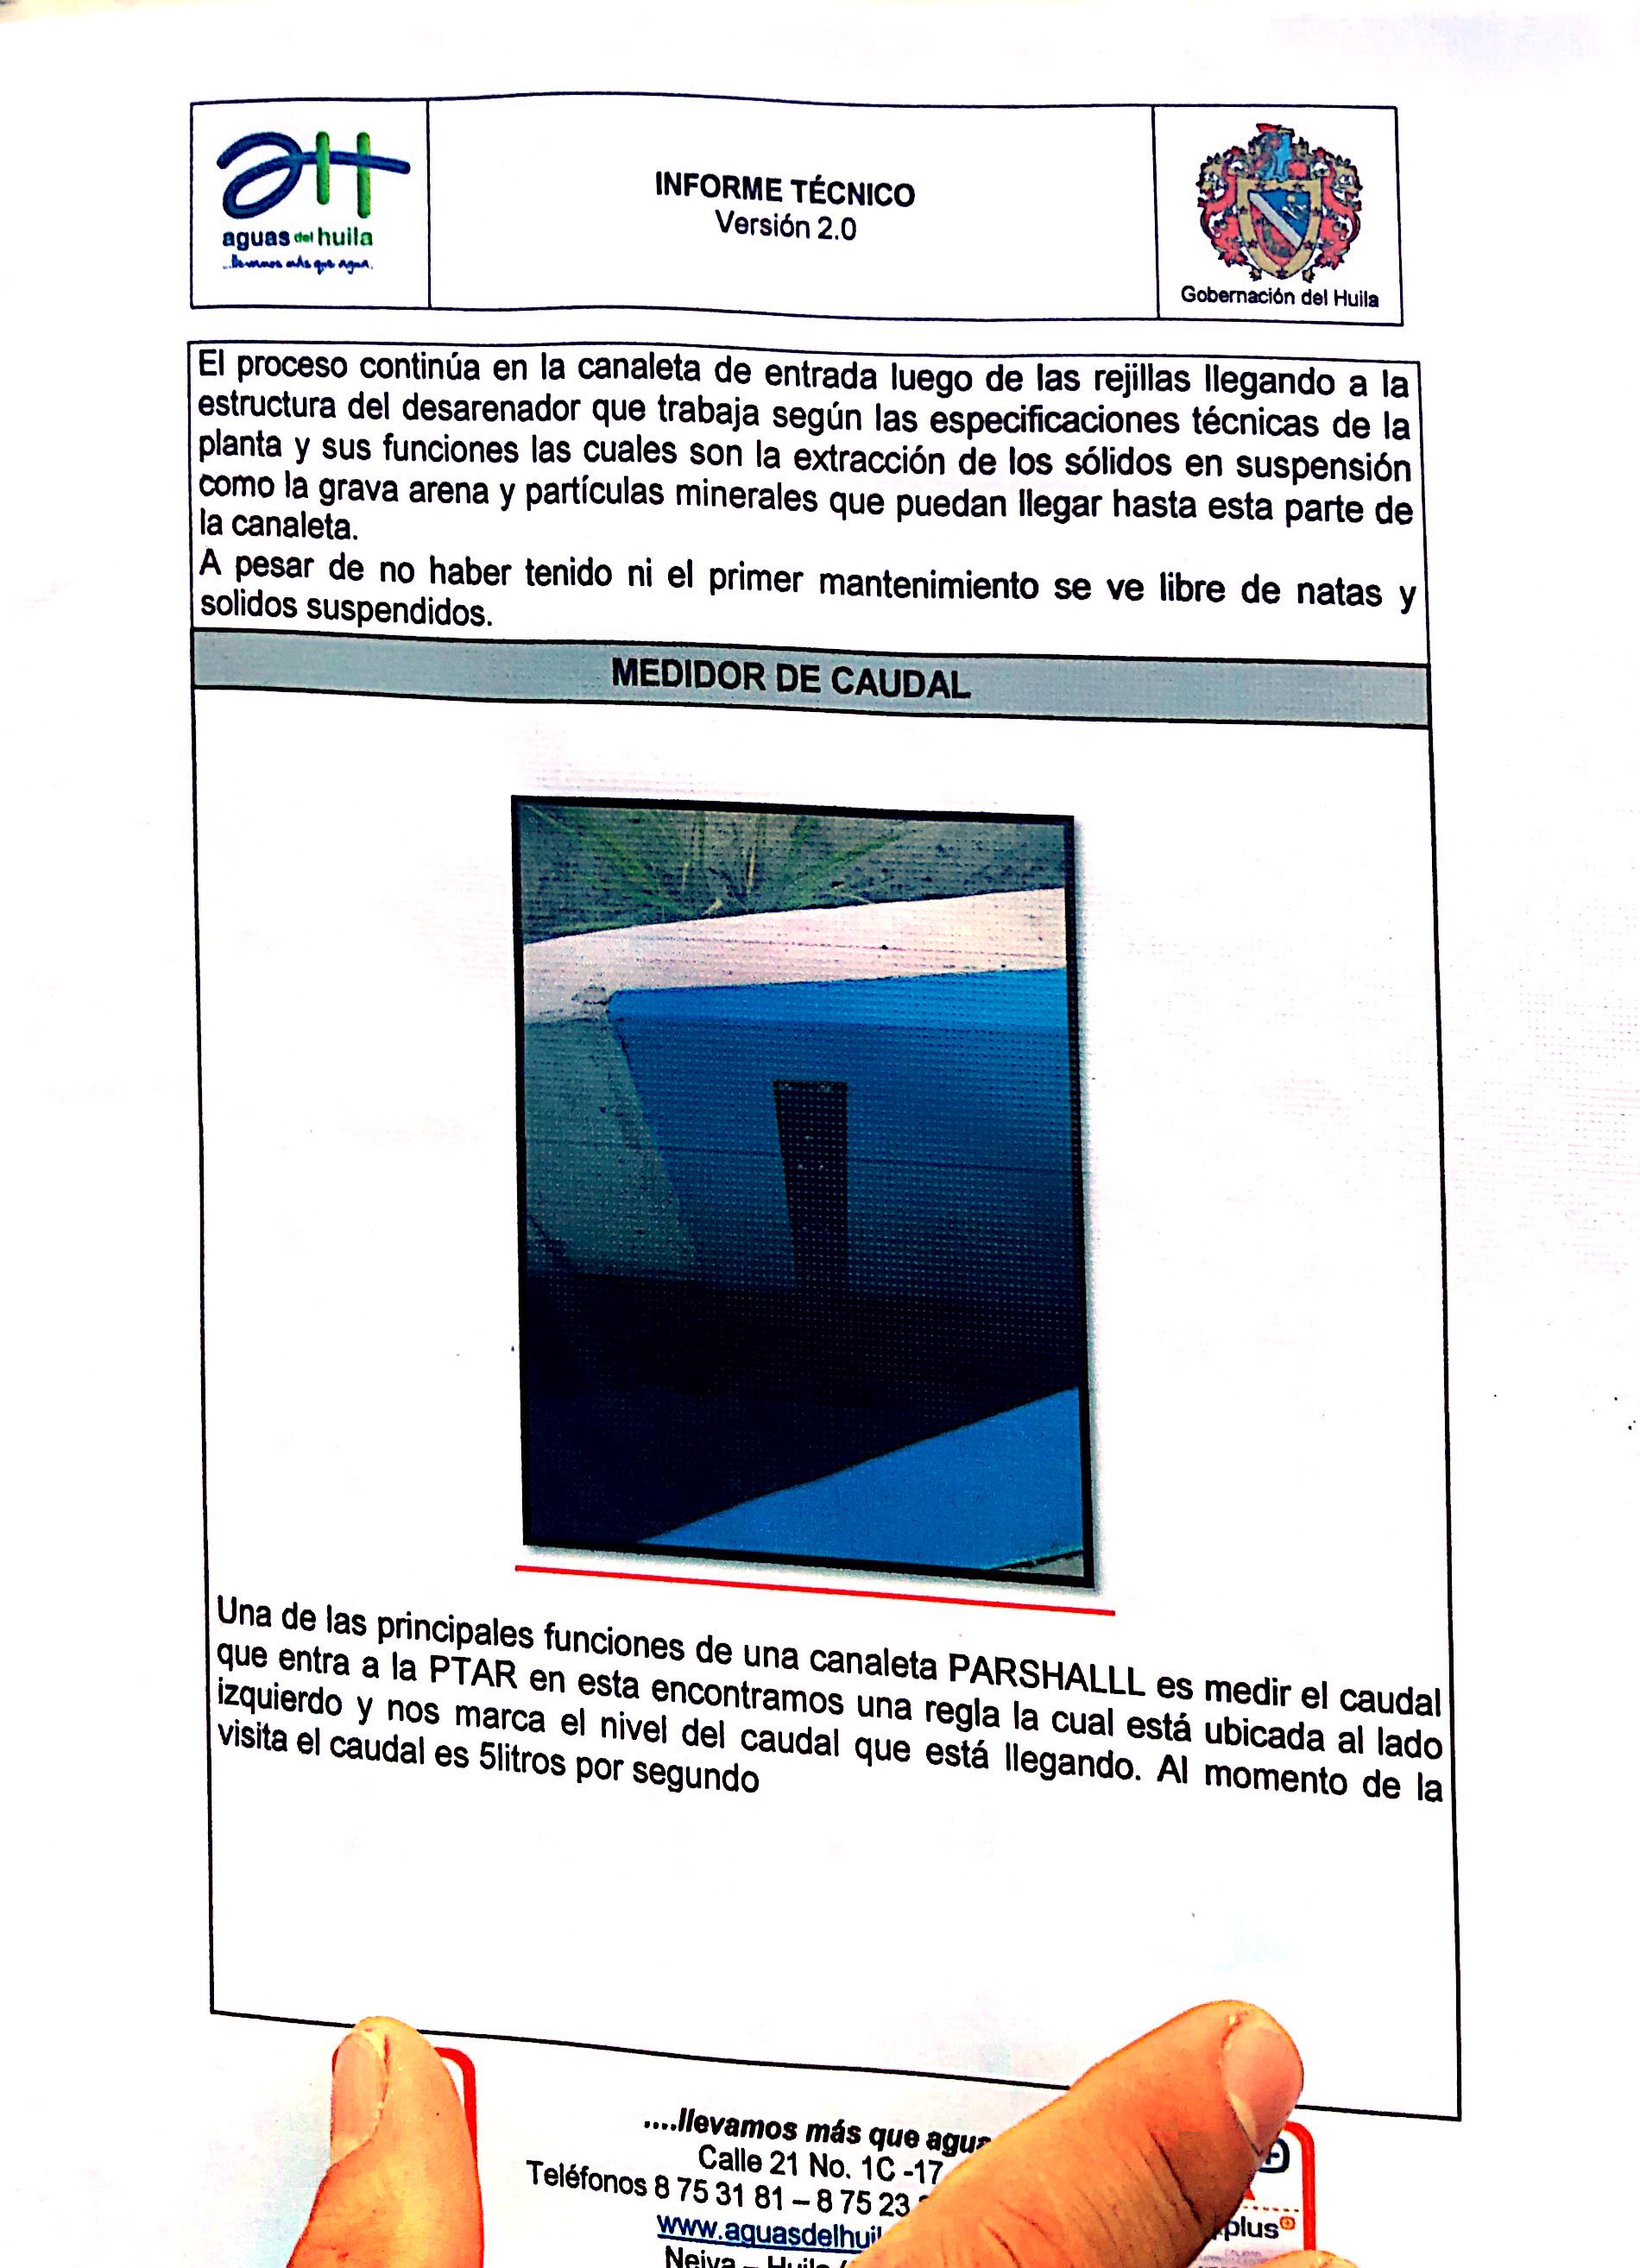 aguas del huila
...llevamos más que agua.
INFORME TÉCNICO
Versión 2.0
Gobernación del Huila
El proceso continúa en la canaleta de entrada luego de las rejillas llegando a la
estructura del desarenador que trabaja según las especificaciones técnicas de la
planta y sus funciones las cuales son la extracción de los sólidos en suspensión
como la grava arena y partículas minerales que puedan llegar hasta esta parte de
la canaleta.
A pesar de no haber tenido ni el primer mantenimiento se ve libre de natas y
solidos suspendidos.
MEDIDOR DE CAUDAL
Una de las principales funciones de una canaleta PARSHALLL es medir el caudal
que entra a la PTAR en esta encontramos una regla la cual está ubicada al lado
izquierdo y nos marca el nivel del caudal que está llegando. Al momento de la
visita el caudal es 5litros por segundo
....llevamos más que agua
Calle 21 No. 1C -17
Teléfonos 8 75 31 81 – 8 75 23
www.aguasdelhuil
plus
Neiva – Huila